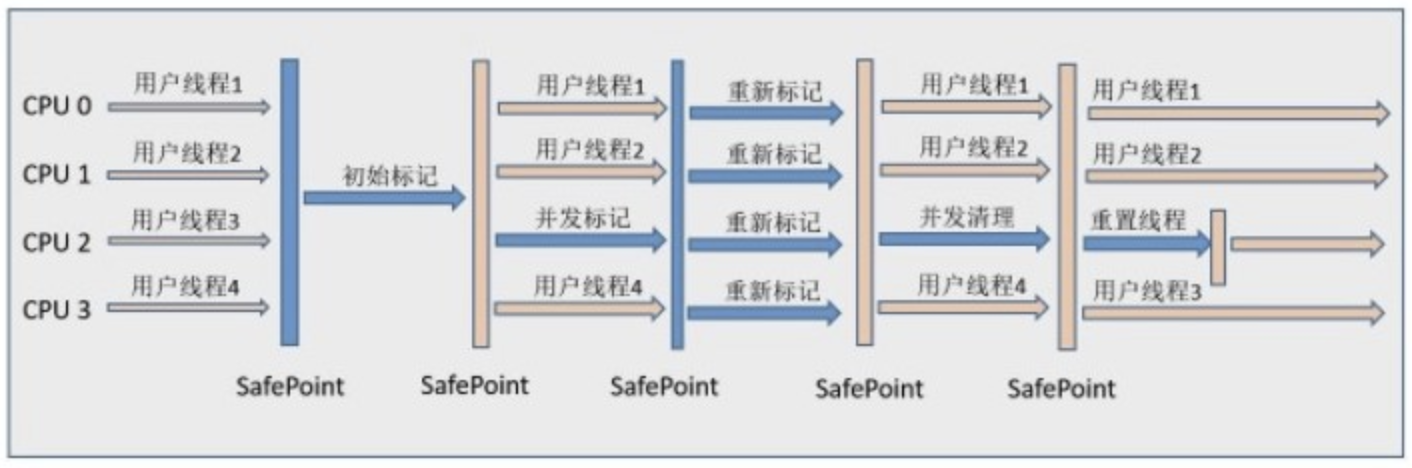 CPU 0
用户线程1
用户线程1
重新标记
用户线程1
用户线程1
CPU 1
用户线程2
初始标记
用户线程2
重新标记
用户线程2
用户线程2
CPU 2
用户线程3
并发标记
重新标记
并发清理
重置线程
CPU 3
用户线程4
用户线程4
重新标记
用户线程4
用户线程3
SafePoint
SafePoint
SafePoint
SafePoint
SafePoint